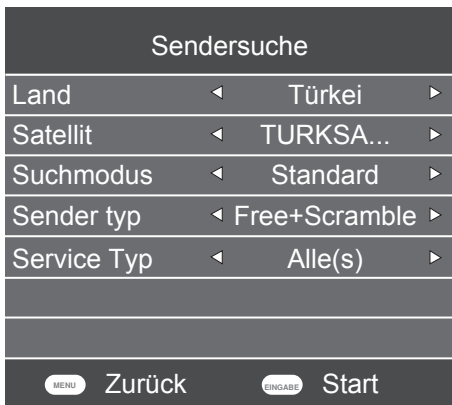 Sendersuche
Land Türkei
Satellit TURKSA...
Suchmodus Standard
Sender typ Free+Scramble
Service Typ Alle(s)
MENU Zurück EINGABE Start